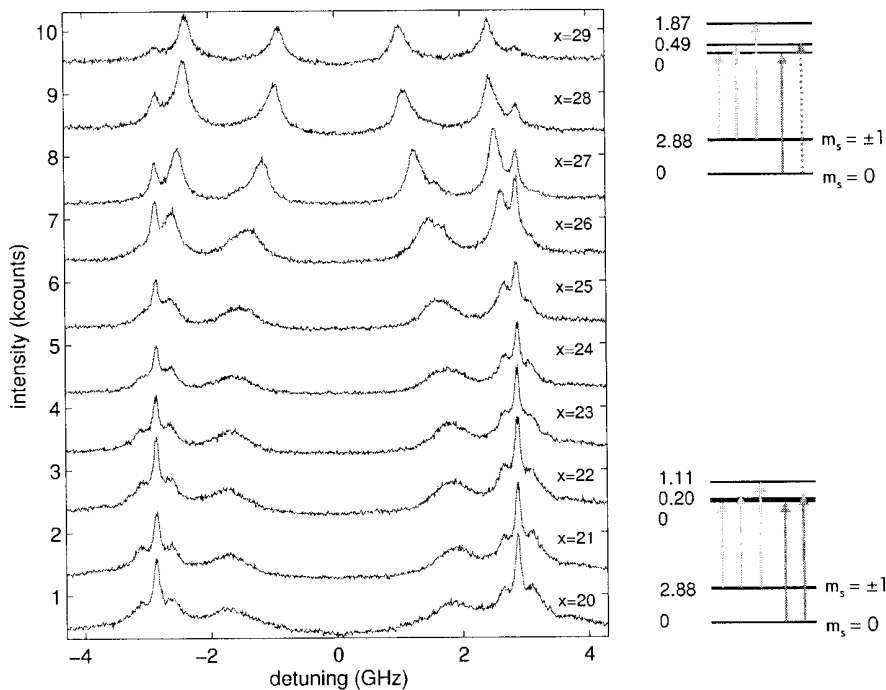 10
9
8
7
6
5
4
3
2
1
intensity (kcounts)
x=29
x=28
x=27
x=26
x=25
x=24
x=23
x=22
x=21
x=20
−4
−2
0
2
4
detuning (GHz)
1.87
0.49
0
2.88
m_s = ±1
0
m_s = 0
1.11
0.20
0
2.88
m_s = ±1
0
m_s = 0